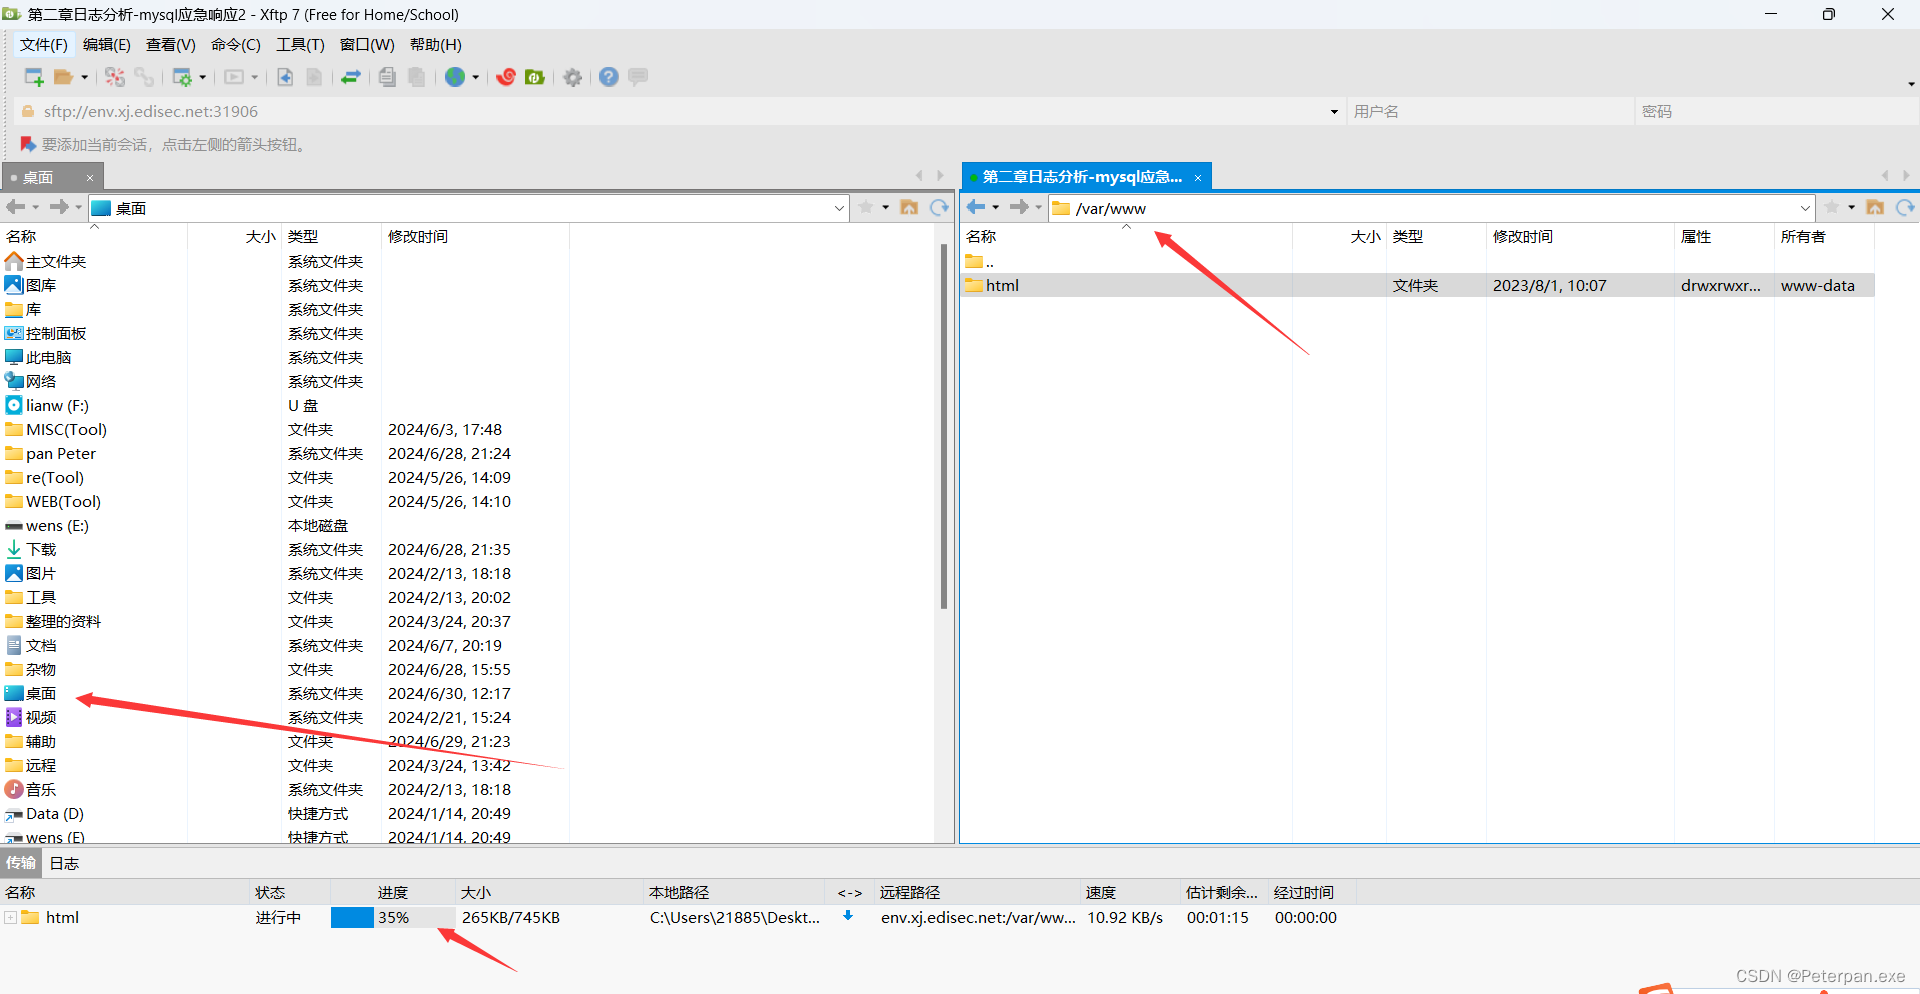 第二章日志分析-mysql应急响应2 - Xftp 7 (Free for Home/School)
文件(F) 编辑(E) 查看(V) 命令(C) 工具(T) 窗口(W) 帮助(H)
sftp://env.xj.edisec.net:31906 用户名 密码
要添加当前会话，点击左侧的箭头按钮。
桌面 × 第二章日志分析-mysql应急... ×
桌面 /var/www
名称 大小 类型 修改时间
主文件夹 系统文件夹
图库 系统文件夹
库 系统文件夹
控制面板 系统文件夹
此电脑 系统文件夹
网络 系统文件夹
lianw (F:) U 盘
MISC(Tool) 文件夹 2024/6/3, 17:48
pan Peter 系统文件夹 2024/6/28, 21:24
re(Tool) 文件夹 2024/5/26, 14:09
WEB(Tool) 文件夹 2024/5/26, 14:10
wens (E:) 本地磁盘
下载 系统文件夹 2024/6/28, 21:35
图片 系统文件夹 2024/2/13, 18:18
工具 文件夹 2024/2/13, 20:02
整理的资料 文件夹 2024/3/24, 20:37
文档 系统文件夹 2024/6/7, 20:19
杂物 文件夹 2024/6/28, 15:55
桌面 系统文件夹 2024/6/30, 12:17
视频 系统文件夹 2024/2/21, 15:24
辅助 文件夹 2024/6/29, 21:23
远程 文件夹 2024/3/24, 13:42
音乐 系统文件夹 2024/2/13, 18:18
Data (D) 快捷方式 2024/1/14, 20:49
wens (E) 快捷方式 2024/1/14, 20:49
名称 大小 类型 修改时间 属性 所有者
..
html 文件夹 2023/8/1, 10:07 drwxrwxr... www-data
传输 日志
名称 状态 进度 大小 本地路径 <-> 远程路径 速度 估计剩余... 经过时间
html 进行中 35% 265KB/745KB C:\Users\21885\Deskt... env.xj.edisec.net:/var/ww... 10.92 KB/s 00:01:15 00:00:00
CSDN @Peterpan.exe